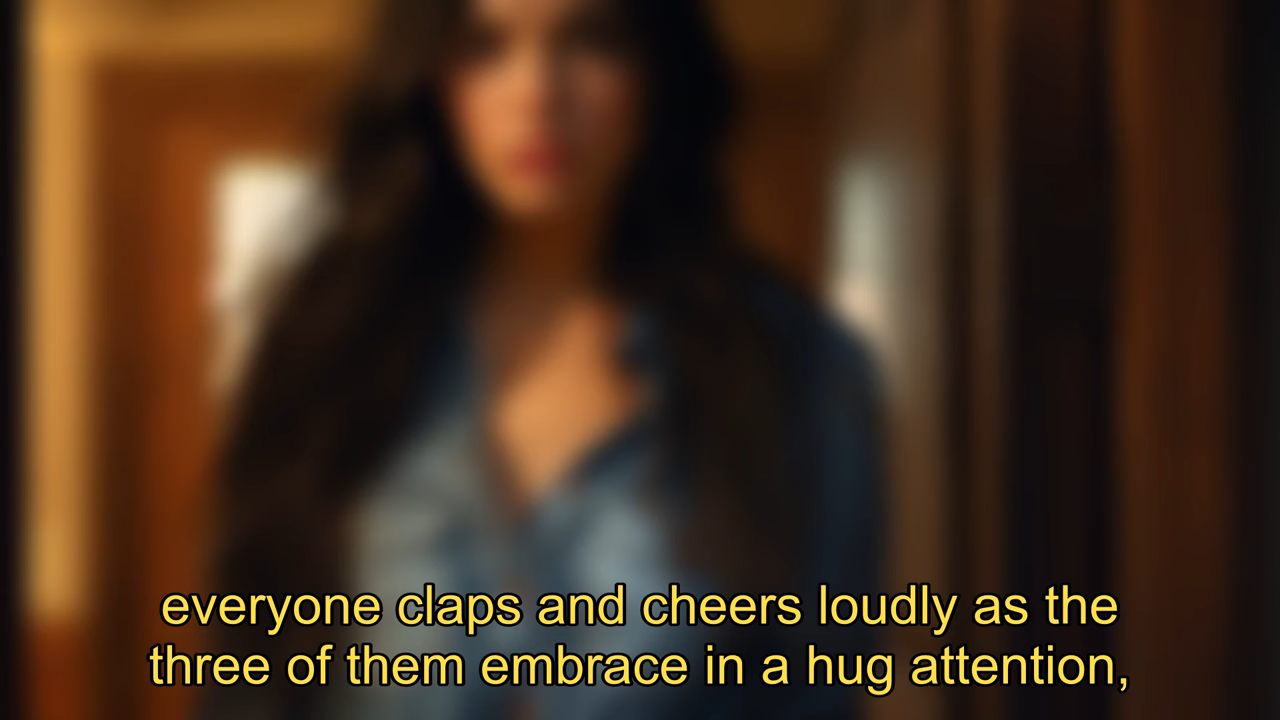 everyone claps and cheers loudly as the
three of them embrace in a hug attention,